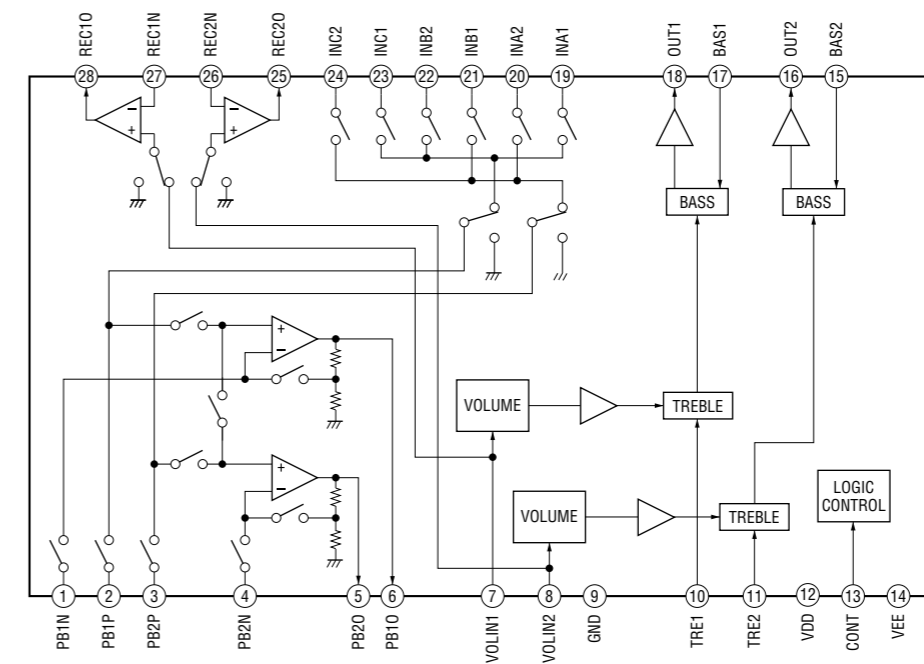 REC1O REC1N REC2N REC2O INC2 INC1 INB2 INB1 INA2 INA1 OUT1 BAS1 OUT2 BAS2
28 27 26 25 24 23 22 21 20 19 18 17 16 15
− + − +
BASS BASS
+ −
VOLUME TREBLE
+ −
VOLUME TREBLE
LOGIC
CONTROL
1 2 3 4 5 6 7 8 9 10 11 12 13 14
PB1N PB1P PB2P PB2N PB2O PB1O VOLIN1 VOLIN2 GND TRE1 TRE2 VDD CONT VEE